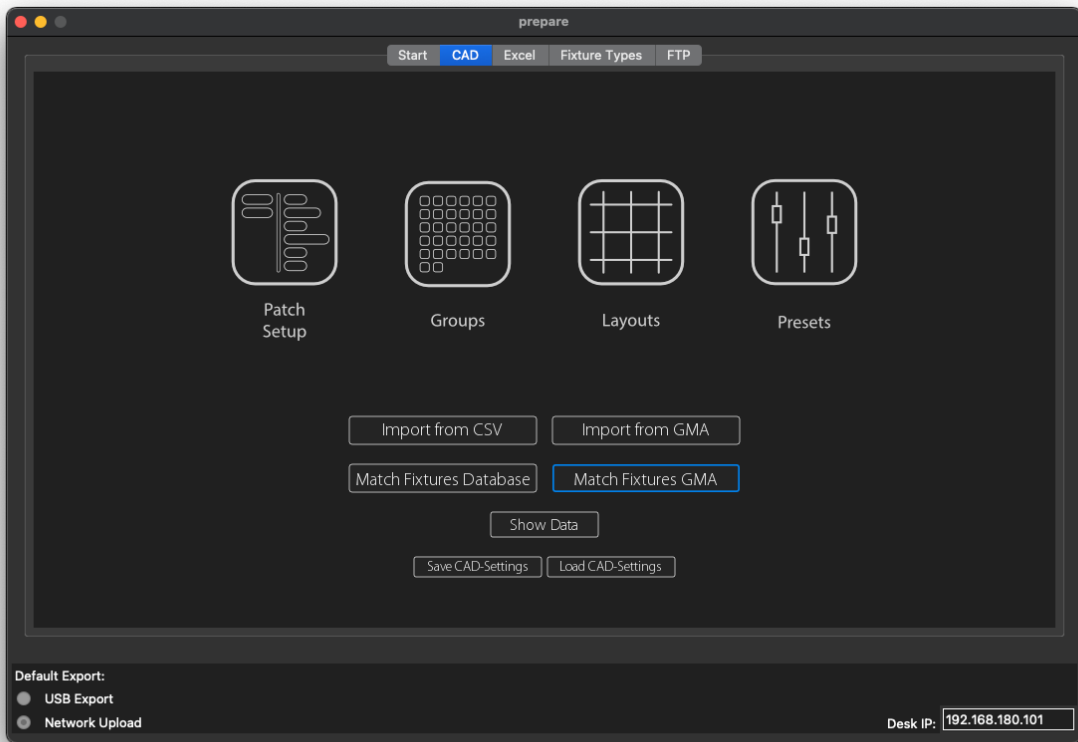 prepare
Start CAD Excel Fixture Types FTP
Patch
Setup
Groups
Layouts
Presets
Import from CSV Import from GMA
Match Fixtures Database Match Fixtures GMA
Show Data
Save CAD-Settings Load CAD-Settings
Default Export:
USB Export
Network Upload
Desk IP: 192.168.180.101